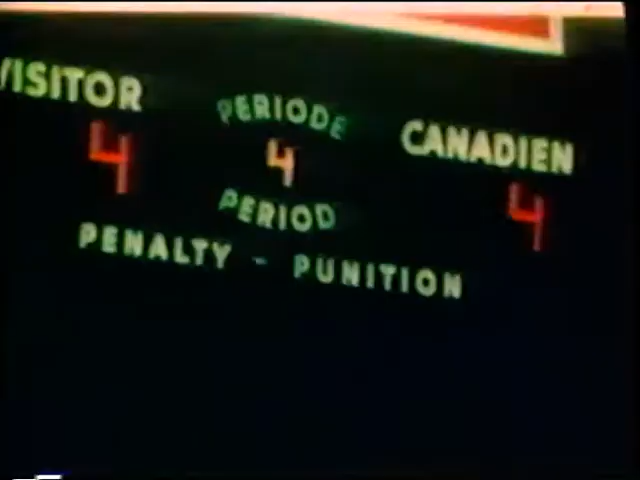 VISITOR PERIODE CANADIEN
4 4 4
PERIOD
PENALTY - PUNITION